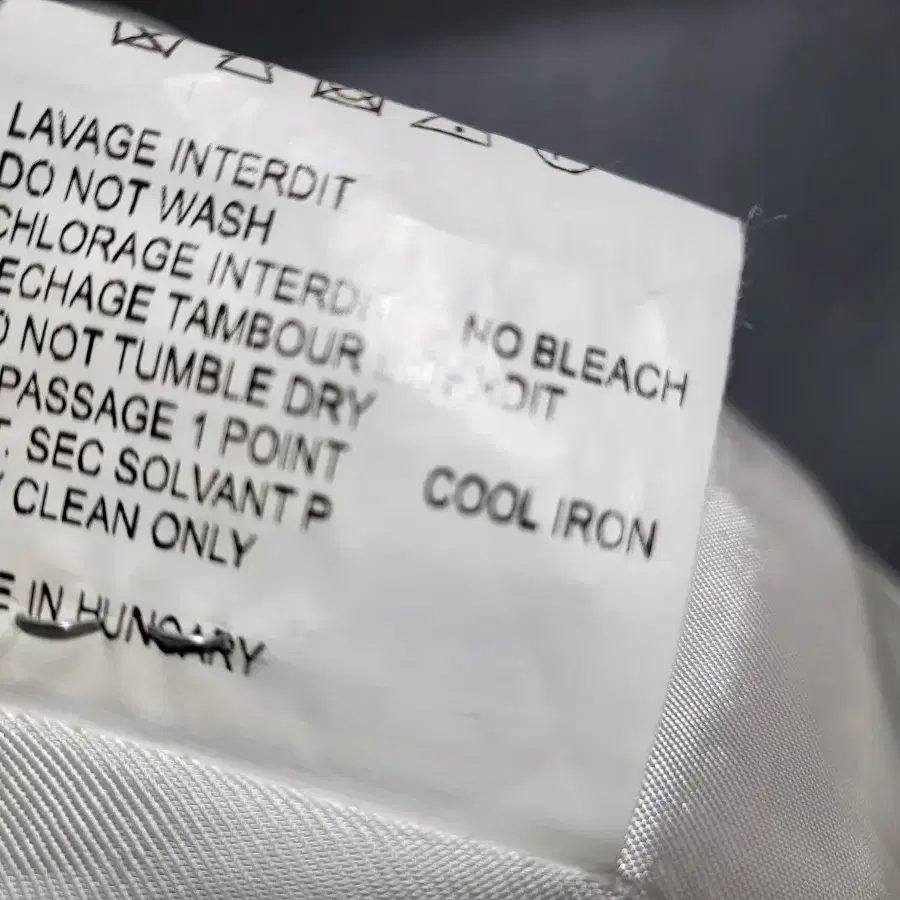 LAVAGE INTERDIT
DO NOT WASH
CHLORAGE INTERDI NO BLEACH
ECHAGE TAMBOUR
NOT TUMBLE DRY
PASSAGE 1 POINT COOL IRON
SEC SOLVANT P
CLEAN ONLY
IN HUNGARY